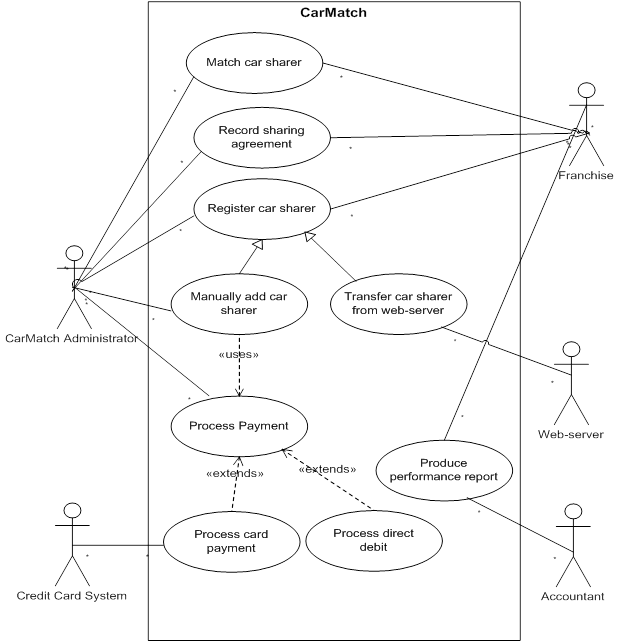 CarMatch
Match car sharer
Record sharing
agreement
Franchise
Register car sharer
CarMatch Administrator
Manually add car
sharer
Transfer car sharer
from web-server
«uses»
Process Payment
Web-server
«extends»
«extends»
Produce
performance report
Process card
payment
Process direct
debit
Credit Card System
Accountant